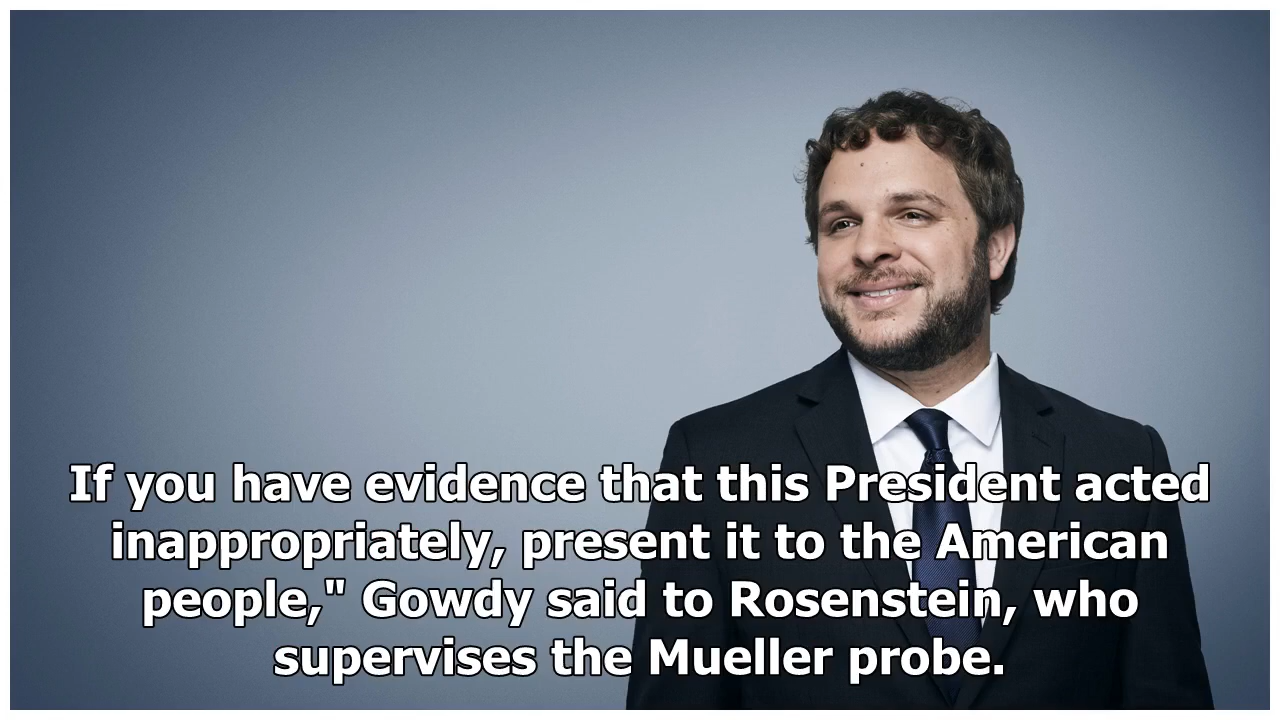 If you have evidence that this President acted
inappropriately, present it to the American
people," Gowdy said to Rosenstein, who
supervises the Mueller probe.